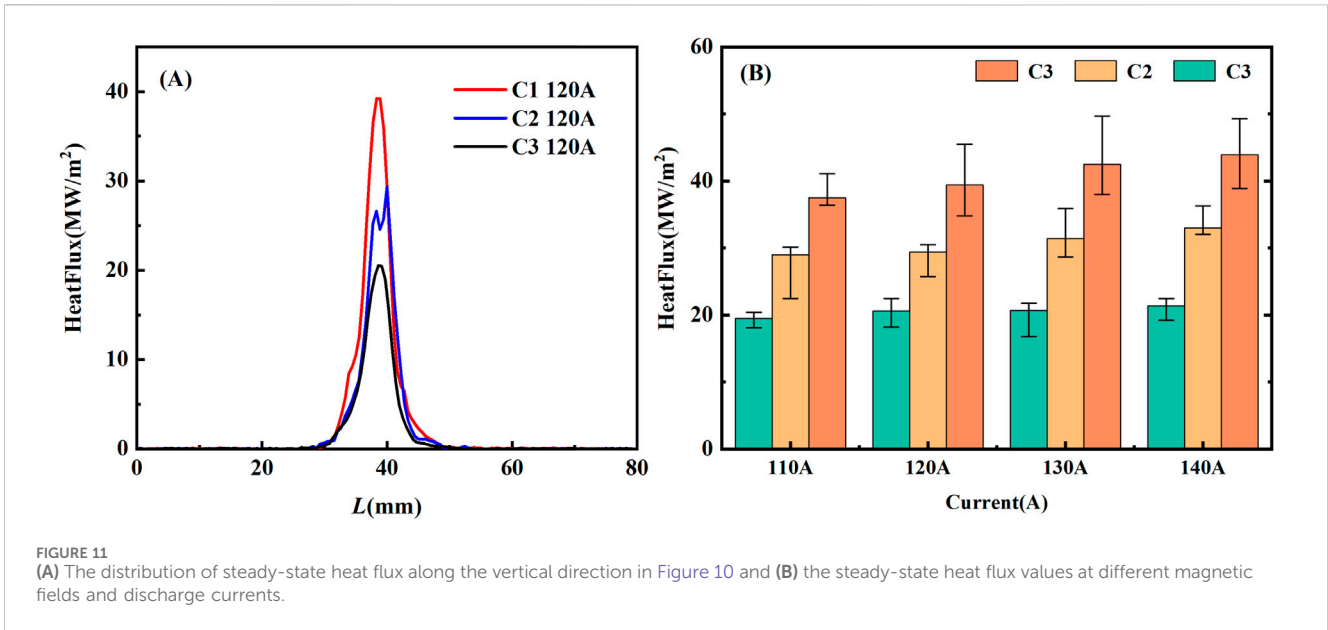 (A)
C1 120A
C2 120A
C3 120A
HeatFlux(MW/m²)
40
30
20
10
0
0 20 40 60 80
L(mm)
(B)
C3 C2 C3
HeatFlux(MW/m²)
60
40
20
0
110A 120A 130A 140A
Current(A)
FIGURE 11
(A) The distribution of steady-state heat flux along the vertical direction in Figure 10 and (B) the steady-state heat flux values at different magnetic
fields and discharge currents.